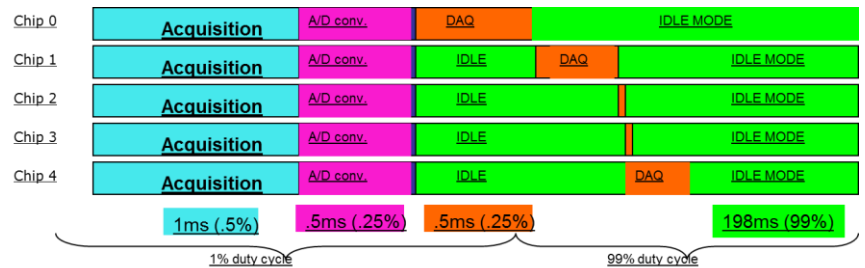 Chip 0 Acquisition A/D conv. DAQ IDLE MODE
Chip 1 Acquisition A/D conv. IDLE DAQ IDLE MODE
Chip 2 Acquisition A/D conv. IDLE IDLE MODE
Chip 3 Acquisition A/D conv. IDLE IDLE MODE
Chip 4 Acquisition A/D conv. IDLE DAQ IDLE MODE
1ms (.5%) .5ms (.25%) .5ms (.25%) 198ms (99%)
1% duty cycle 99% duty cycle